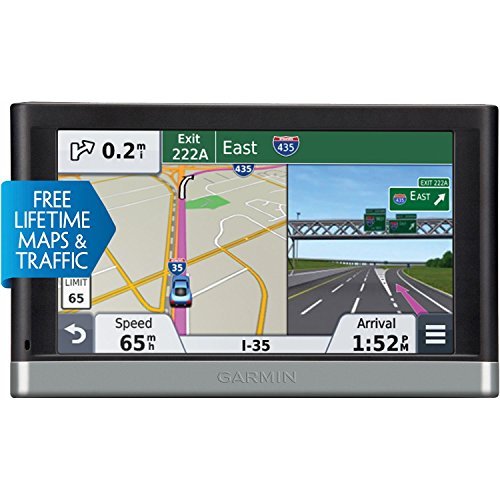 0.2 mi
Exit
222A
East
435
435
FREE
LIFETIME
MAPS &
TRAFFIC
LIMIT
65
35
EXIT 222A
435
EAST
Speed
65 mh
I-35
Arrival
1:52 PM
GARMIN